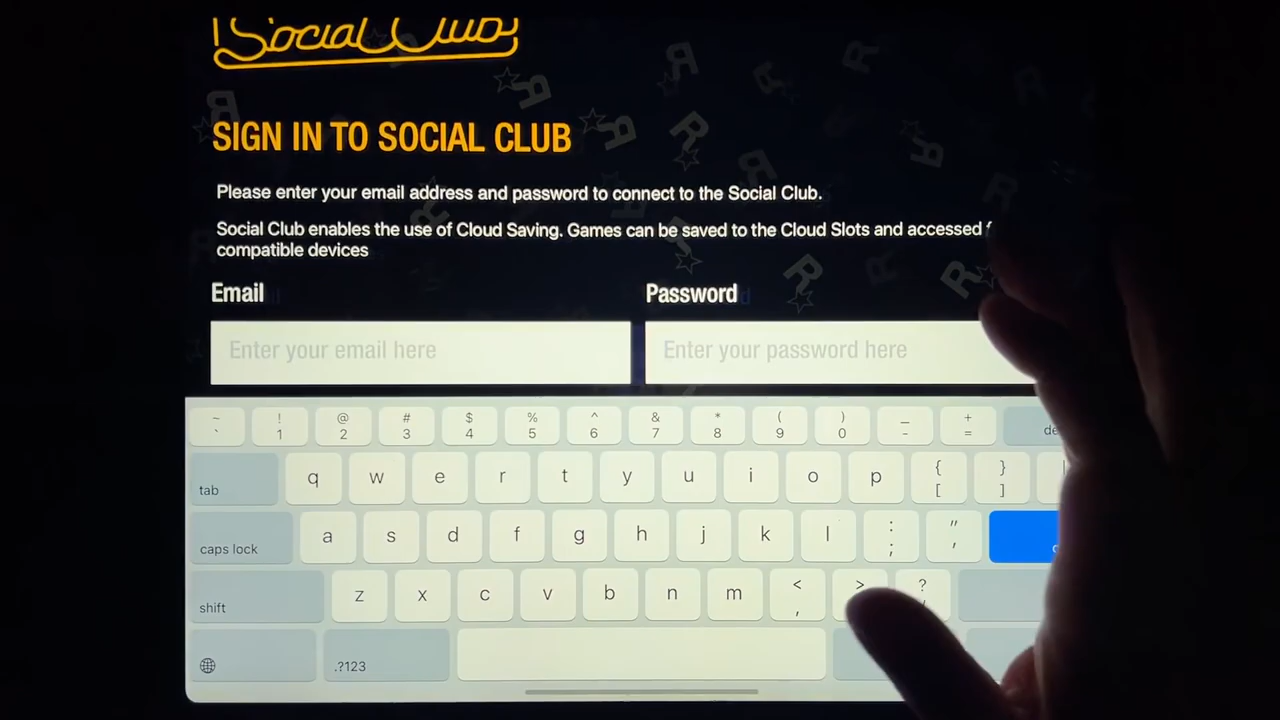 Social Club
SIGN IN TO SOCIAL CLUB
Please enter your email address and password to connect to the Social Club.
Social Club enables the use of Cloud Saving. Games can be saved to the Cloud Slots and accessed
compatible devices
Email Password
Enter your email here Enter your password here
~ ! @ # $ % ^ & * ( ) _ +
` 1 2 3 4 5 6 7 8 9 0 - = de
tab q w e r t y u i o p { [ } ]
caps lock a s d f g h j k l : ; " '
shift z x c v b n m < , > ?
.?123